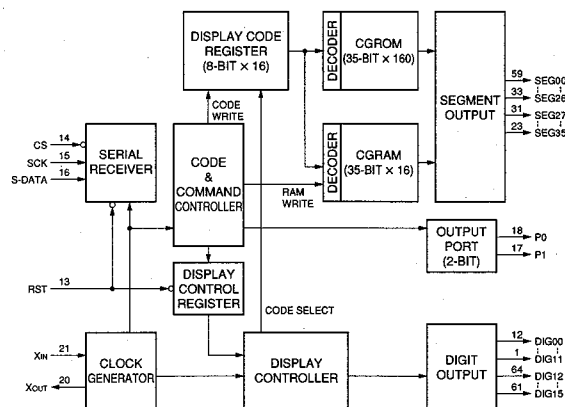 DISPLAY CODE
REGISTER
(8-BIT × 16)
DECODER
CGROM
(35-BIT × 160)
SEGMENT
OUTPUT
59 SEG00
33 SEG26
31 SEG27
23 SEG35
CODE
WRITE
CS 14
SCK 15
S-DATA 16
SERIAL
RECEIVER
CODE
&
COMMAND
CONTROLLER
DECODER
CGRAM
(35-BIT × 16)
RAM
WRITE
OUTPUT
PORT
(2-BIT)
18 P0
17 P1
RST 13
DISPLAY
CONTROL
REGISTER
CODE SELECT
XIN 21
XOUT 20
CLOCK
GENERATOR
DISPLAY
CONTROLLER
DIGIT
OUTPUT
12 DIG00
1 DIG11
64 DIG12
61 DIG15